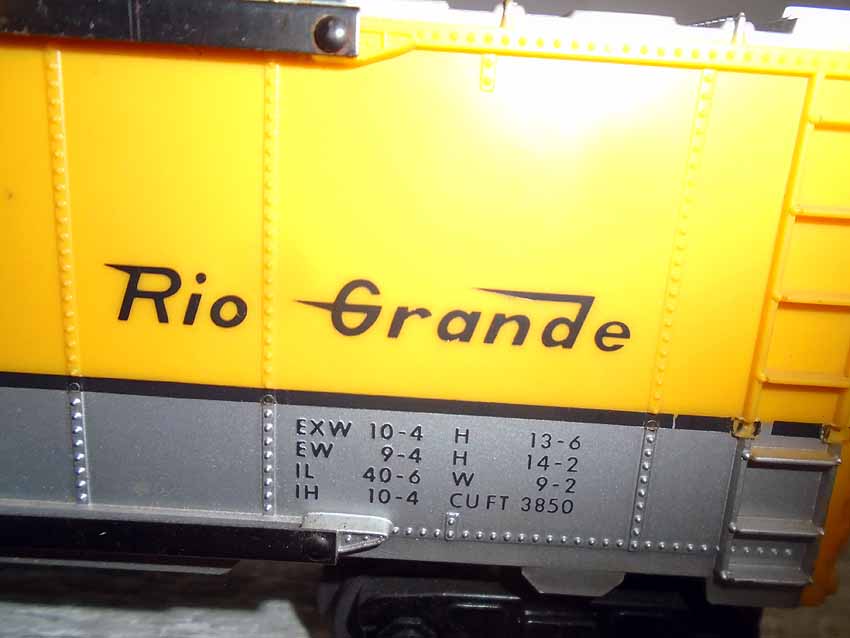 Rio Grande
EXW 10-4 H 13-6
EW 9-4 H 14-2
IL 40-6 W 9-2
IH 10-4 CU FT 3850